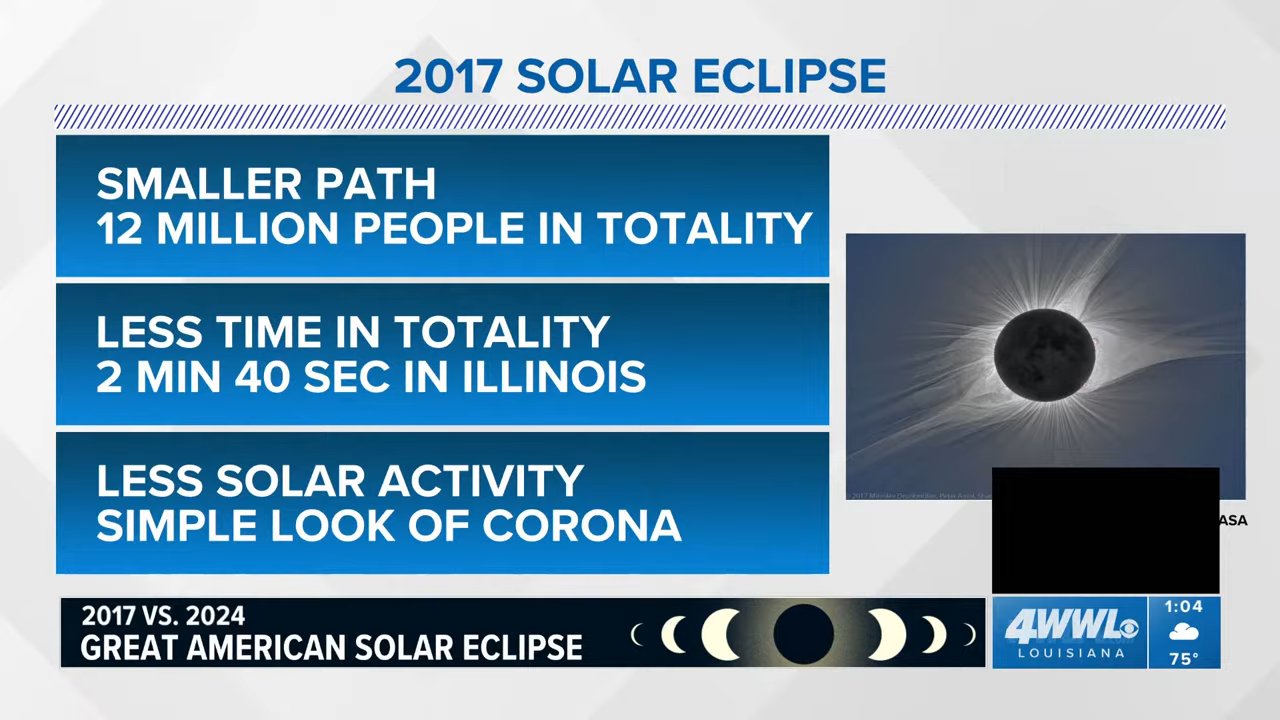 2017 SOLAR ECLIPSE
SMALLER PATH
12 MILLION PEOPLE IN TOTALITY
LESS TIME IN TOTALITY
2 MIN 40 SEC IN ILLINOIS
LESS SOLAR ACTIVITY
SIMPLE LOOK OF CORONA
ASA
2017 VS. 2024
GREAT AMERICAN SOLAR ECLIPSE
4WWL
LOUISIANA
1:04
75°